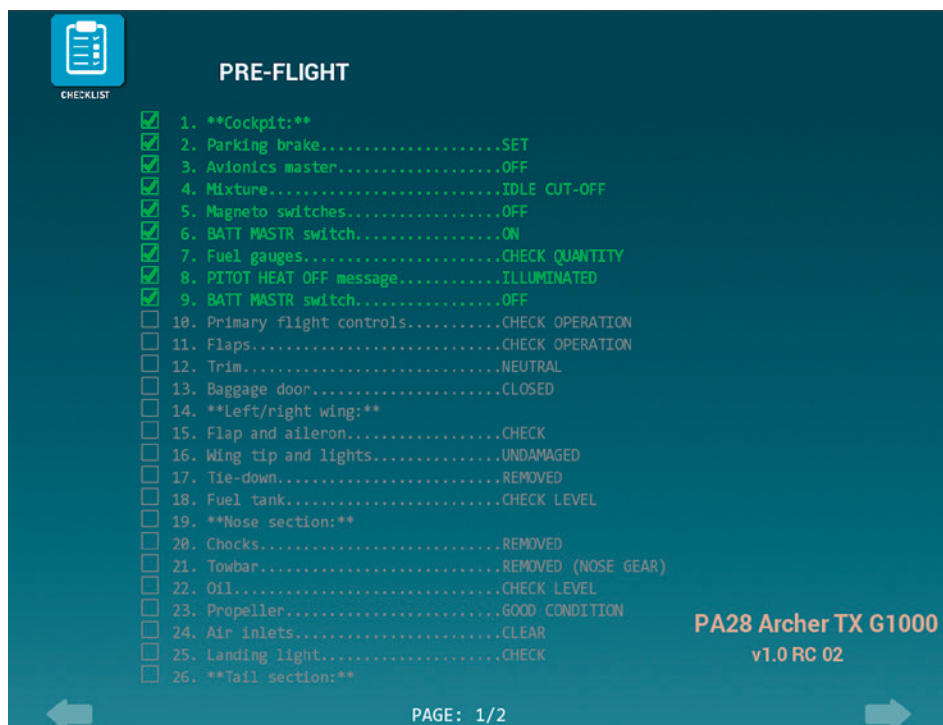 CHECKLIST
PRE-FLIGHT
1. **Cockpit:**
2. Parking brake.....................SET
3. Avionics master...................OFF
4. Mixture...........................IDLE CUT-OFF
5. Magneto switches..................OFF
6. BATT MASTR switch.................ON
7. Fuel gauges.......................CHECK QUANTITY
8. PITOT HEAT OFF message............ILLUMINATED
9. BATT MASTR switch.................OFF
10. Primary flight controls...........CHECK OPERATION
11. Flaps.............................CHECK OPERATION
12. Trim..............................NEUTRAL
13. Baggage door......................CLOSED
14. **Left/right wing:**
15. Flap and aileron..................CHECK
16. Wing tip and lights...............UNDAMAGED
17. Tie-down..........................REMOVED
18. Fuel tank.........................CHECK LEVEL
19. **Nose section:**
20. Chocks............................REMOVED
21. Towbar............................REMOVED (NOSE GEAR)
22. Oil...............................CHECK LEVEL
23. Propeller.........................GOOD CONDITION
24. Air inlets........................CLEAR
25. Landing light.....................CHECK
26. **Tail section:**
PA28 Archer TX G1000
v1.0 RC 02
PAGE: 1/2